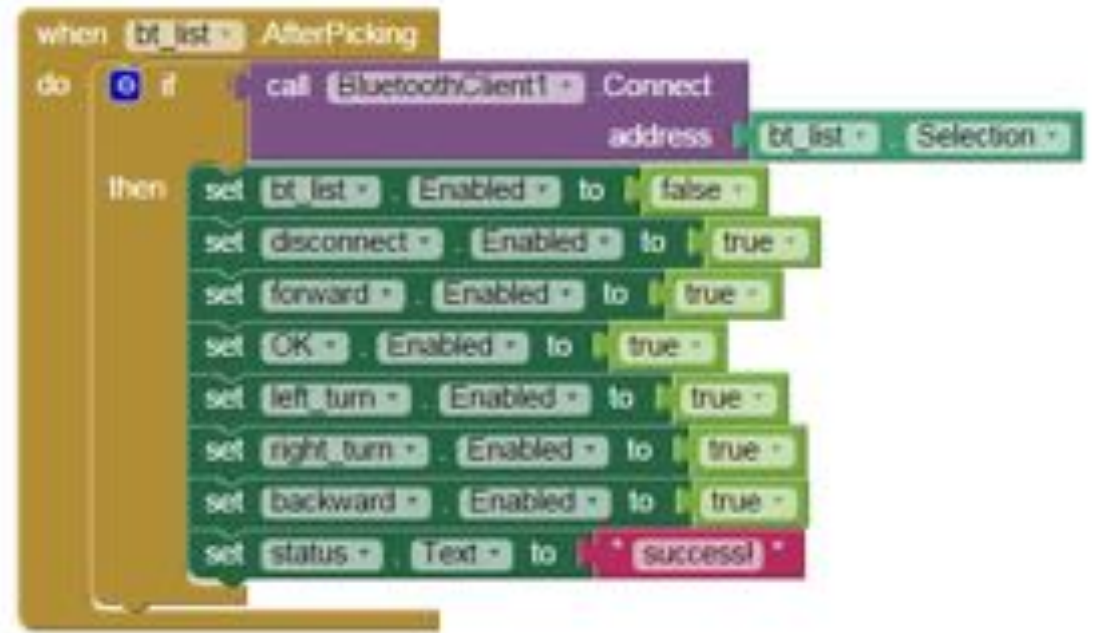 when bt_list AfterPicking
do if call BluetoothClient1 Connect
address bt_list . Selection
then set bt_list . Enabled to false
set disconnect . Enabled to true
set forward . Enabled to true
set OK . Enabled to true
set left_turn . Enabled to true
set right_turn . Enabled to true
set backward . Enabled to true
set status . Text to " success! "